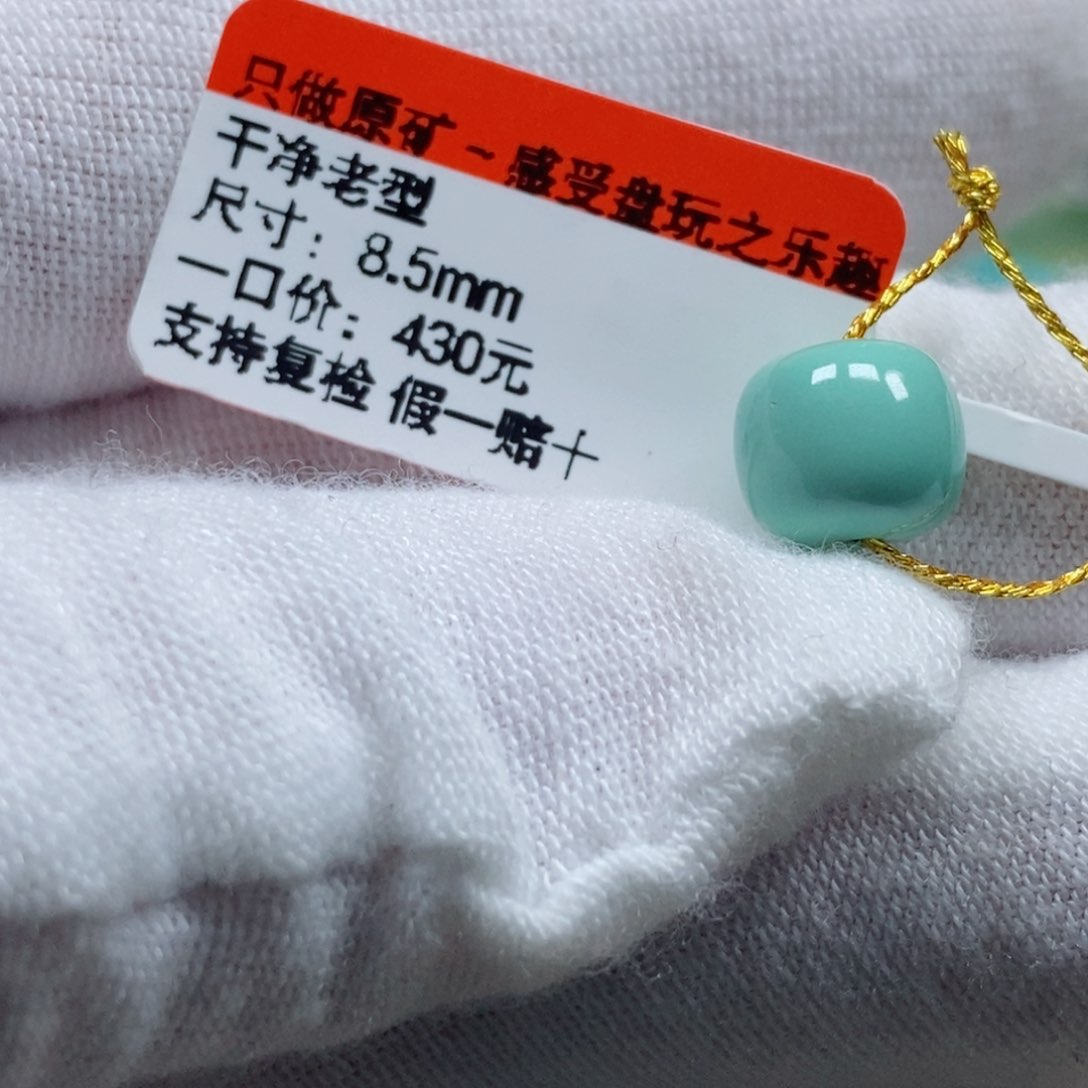 只做原矿~感受盘玩之乐趣
干净老型
尺寸：8.5mm
一口价：430元
支持复检 假一赔十